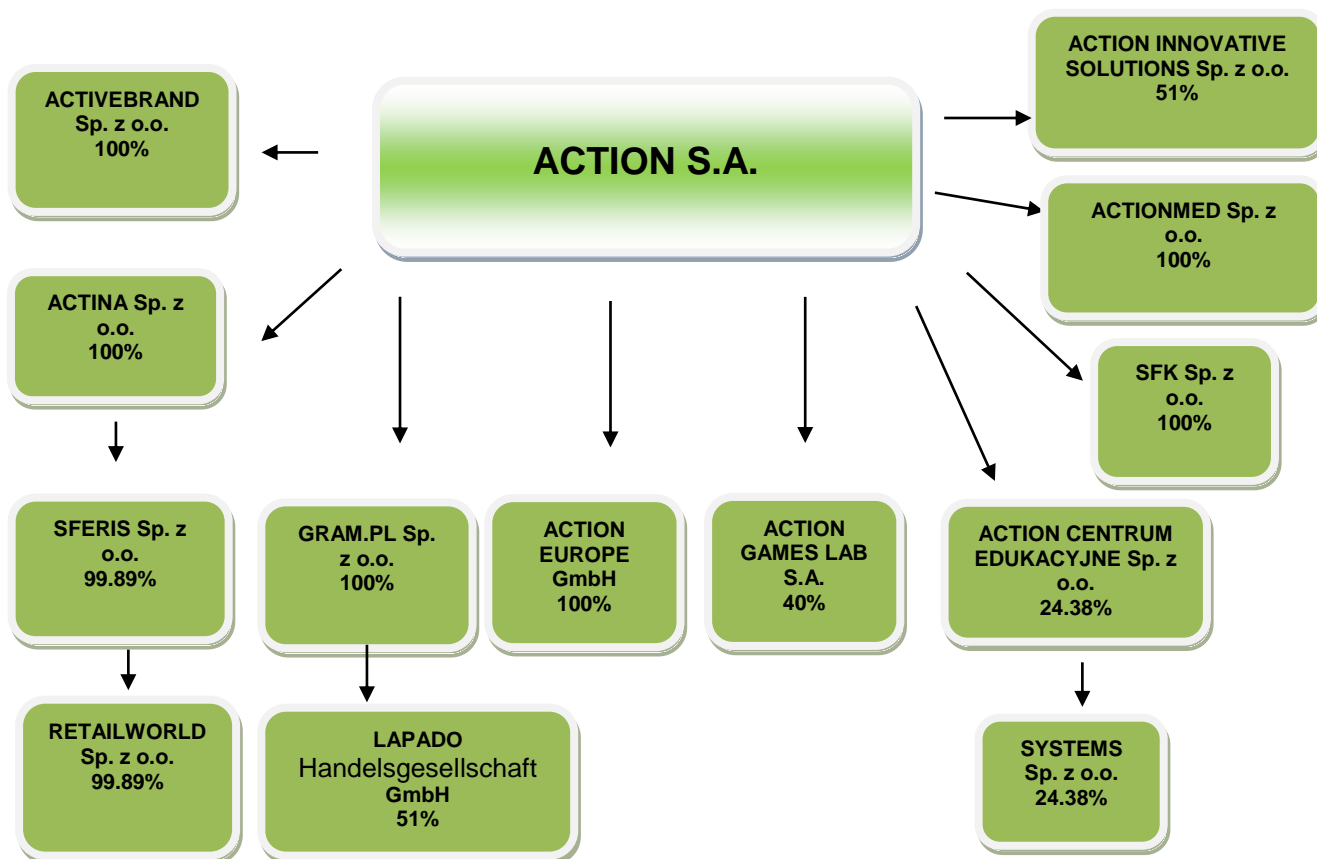 ACTION INNOVATIVE
SOLUTIONS Sp. z o.o.
51%
ACTIVEBRAND
Sp. z o.o.
100%
ACTION S.A.
ACTIONMED Sp. z
o.o.
100%
ACTINA Sp. z
o.o.
100%
SFK Sp. z
o.o.
100%
SFERIS Sp. z
o.o.
99.89%
GRAM.PL Sp.
z o.o.
100%
ACTION
EUROPE
GmbH
100%
ACTION
GAMES LAB
S.A.
40%
ACTION CENTRUM
EDUKACYJNE Sp. z
o.o.
24.38%
RETAILWORLD
Sp. z o.o.
99.89%
LAPADO
Handelsgesellschaft
GmbH
51%
SYSTEMS
Sp. z o.o.
24.38%